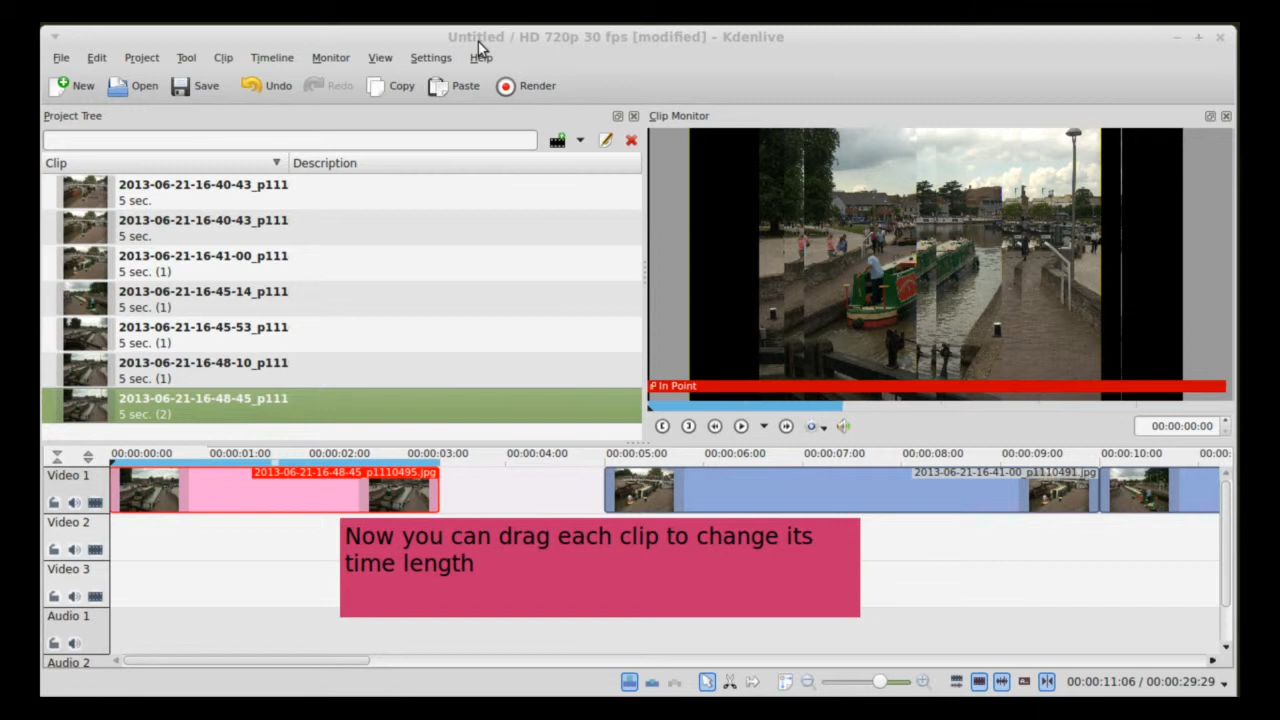 Untitled / HD 720p 30 fps [modified] – Kdenlive
File Edit Project Tool Clip Timeline Monitor View Settings Help
New Open Save Undo Redo Copy Paste Render
Project Tree
Clip Monitor
Clip Description
2013-06-21-16-40-43_p111
5 sec.
2013-06-21-16-40-43_p111
5 sec.
2013-06-21-16-41-00_p111
5 sec. (1)
2013-06-21-16-45-14_p111
5 sec. (1)
2013-06-21-16-45-53_p111
5 sec. (1)
2013-06-21-16-48-10_p111
5 sec. (1)
2013-06-21-16-48-45_p111
5 sec. (2)
In Point
00:00:00:00
00:00:00:00 00:00:01:00 00:00:02:00 00:00:03:00 00:00:04:00 00:00:05:00 00:00:06:00 00:00:07:00 00:00:08:00 00:00:09:00 00:00:10:00 00:00:
Video 1
2013-06-21-16-48-45_p1110495.jpg
2013-06-21-16-41-00_p1110491.jpg
Video 2
Now you can drag each clip to change its
time length
Video 3
Audio 1
Audio 2
00:00:11:06 / 00:00:29:29